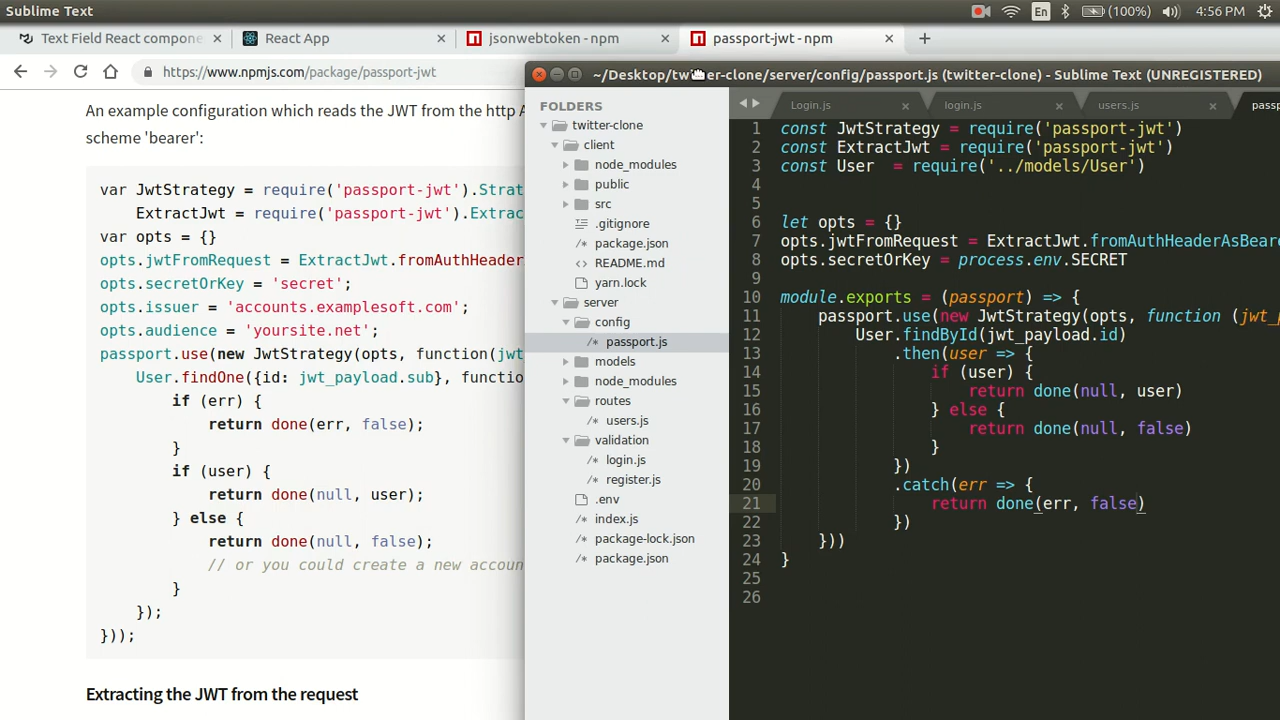 Sublime Text
En
(100%)
4:56 PM
Text Field React compone
React App
jsonwebtoken - npm
passport-jwt - npm
https://www.npmjs.com/package/passport-jwt
An example configuration which reads the JWT from the http A
scheme 'bearer':
var JwtStrategy = require('passport-jwt').Strat
ExtractJwt = require('passport-jwt').Extrac
var opts = {}
opts.jwtFromRequest = ExtractJwt.fromAuthHeader
opts.secretOrKey = 'secret';
opts.issuer = 'accounts.examplesoft.com';
opts.audience = 'yoursite.net';
passport.use(new JwtStrategy(opts, function(jwt
User.findOne({id: jwt_payload.sub}, functio
if (err) {
return done(err, false);
}
if (user) {
return done(null, user);
} else {
return done(null, false);
// or you could create a new accoun
}
});
}));
Extracting the JWT from the request
~/Desktop/twitter-clone/server/config/passport.js (twitter-clone) - Sublime Text (UNREGISTERED)
FOLDERS
twitter-clone
client
node_modules
public
src
.gitignore
package.json
README.md
yarn.lock
server
config
passport.js
models
node_modules
routes
users.js
validation
login.js
register.js
.env
index.js
package-lock.json
package.json
Login.js
login.js
users.js
passp
1 const JwtStrategy = require('passport-jwt')
2 const ExtractJwt = require('passport-jwt')
3 const User = require('../models/User')
4
5
6 let opts = {}
7 opts.jwtFromRequest = ExtractJwt.fromAuthHeaderAsBeare
8 opts.secretOrKey = process.env.SECRET
9
10 module.exports = (passport) => {
11 passport.use(new JwtStrategy(opts, function (jwt_p
12 User.findById(jwt_payload.id)
13 .then(user => {
14 if (user) {
15 return done(null, user)
16 } else {
17 return done(null, false)
18 }
19 })
20 .catch(err => {
21 return done(err, false)
22 })
23 }))
24 }
25
26